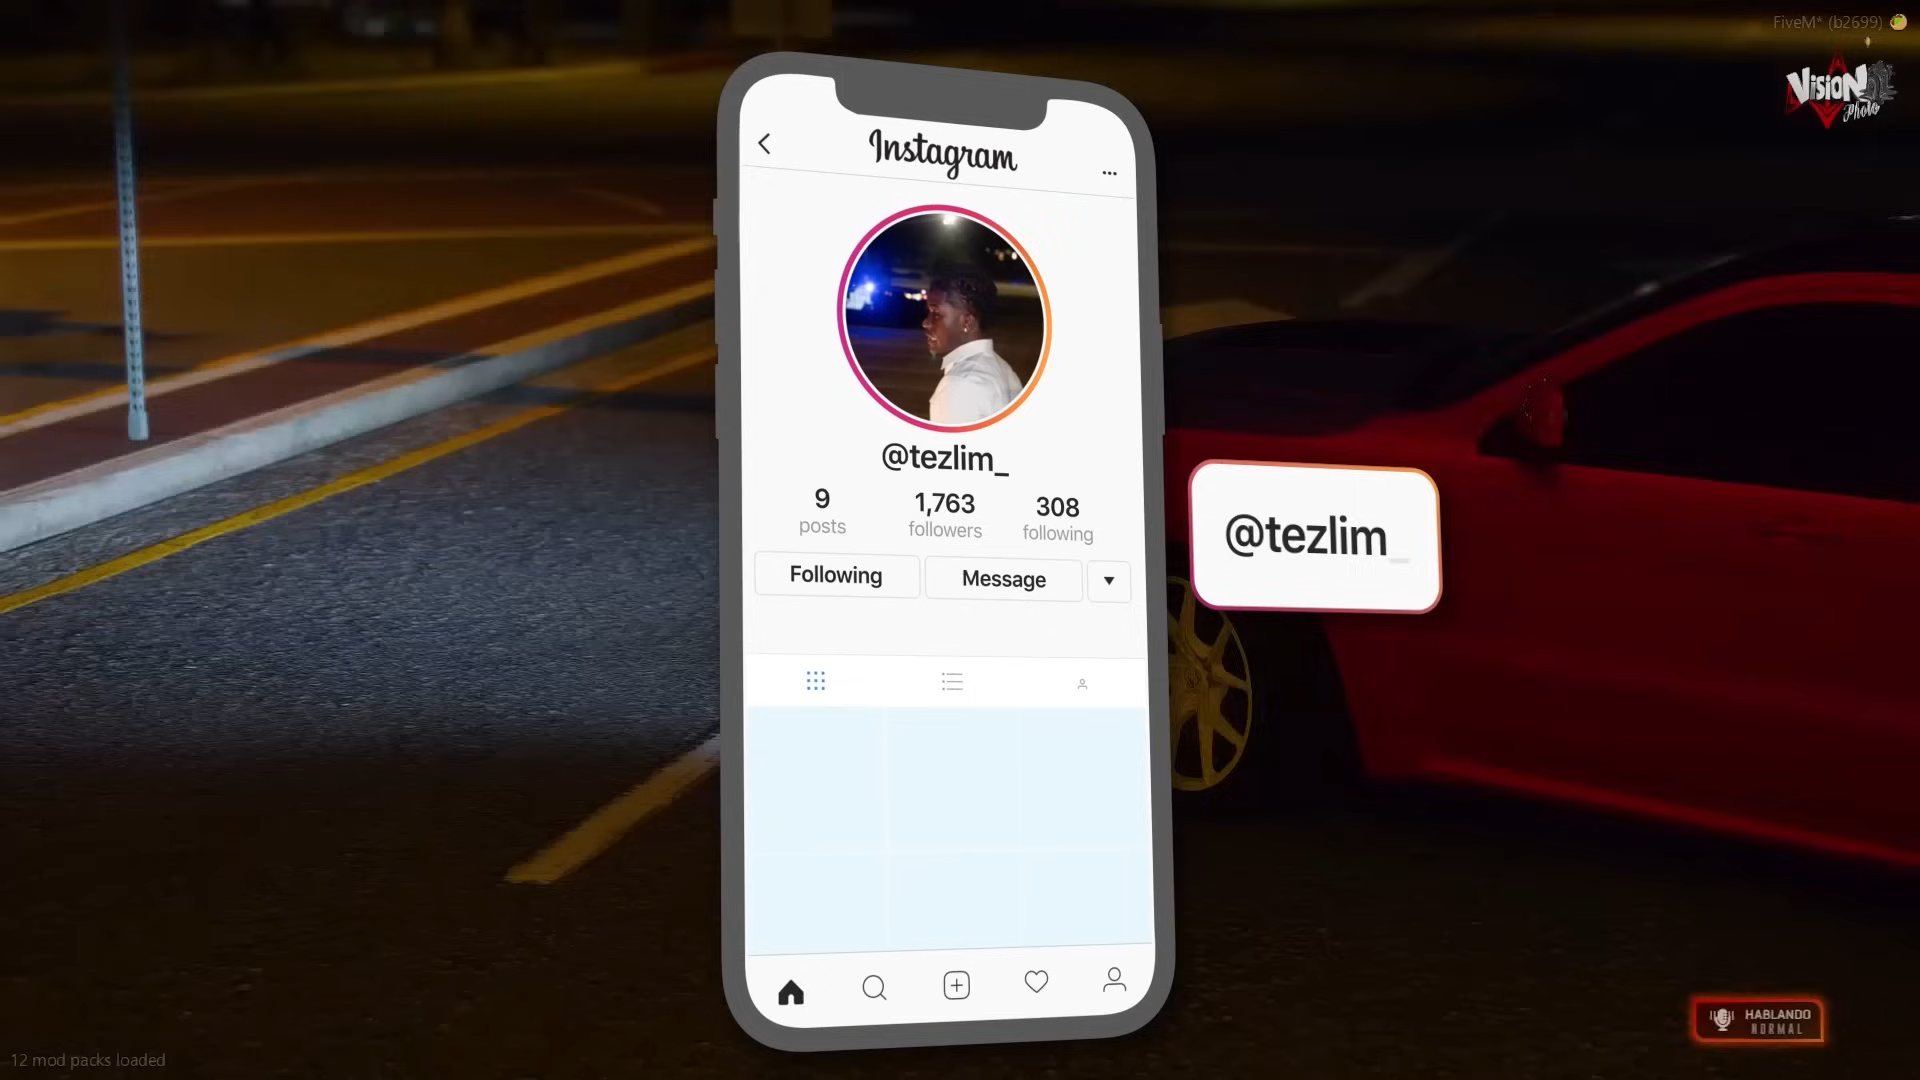 FiveM* (b2699)
Vision
Photo
Instagram
...
@tezlim_
9 posts
1,763 followers
308 following
Following
Message
@tezlim_
HABLANDO
NORMAL
12 mod packs loaded